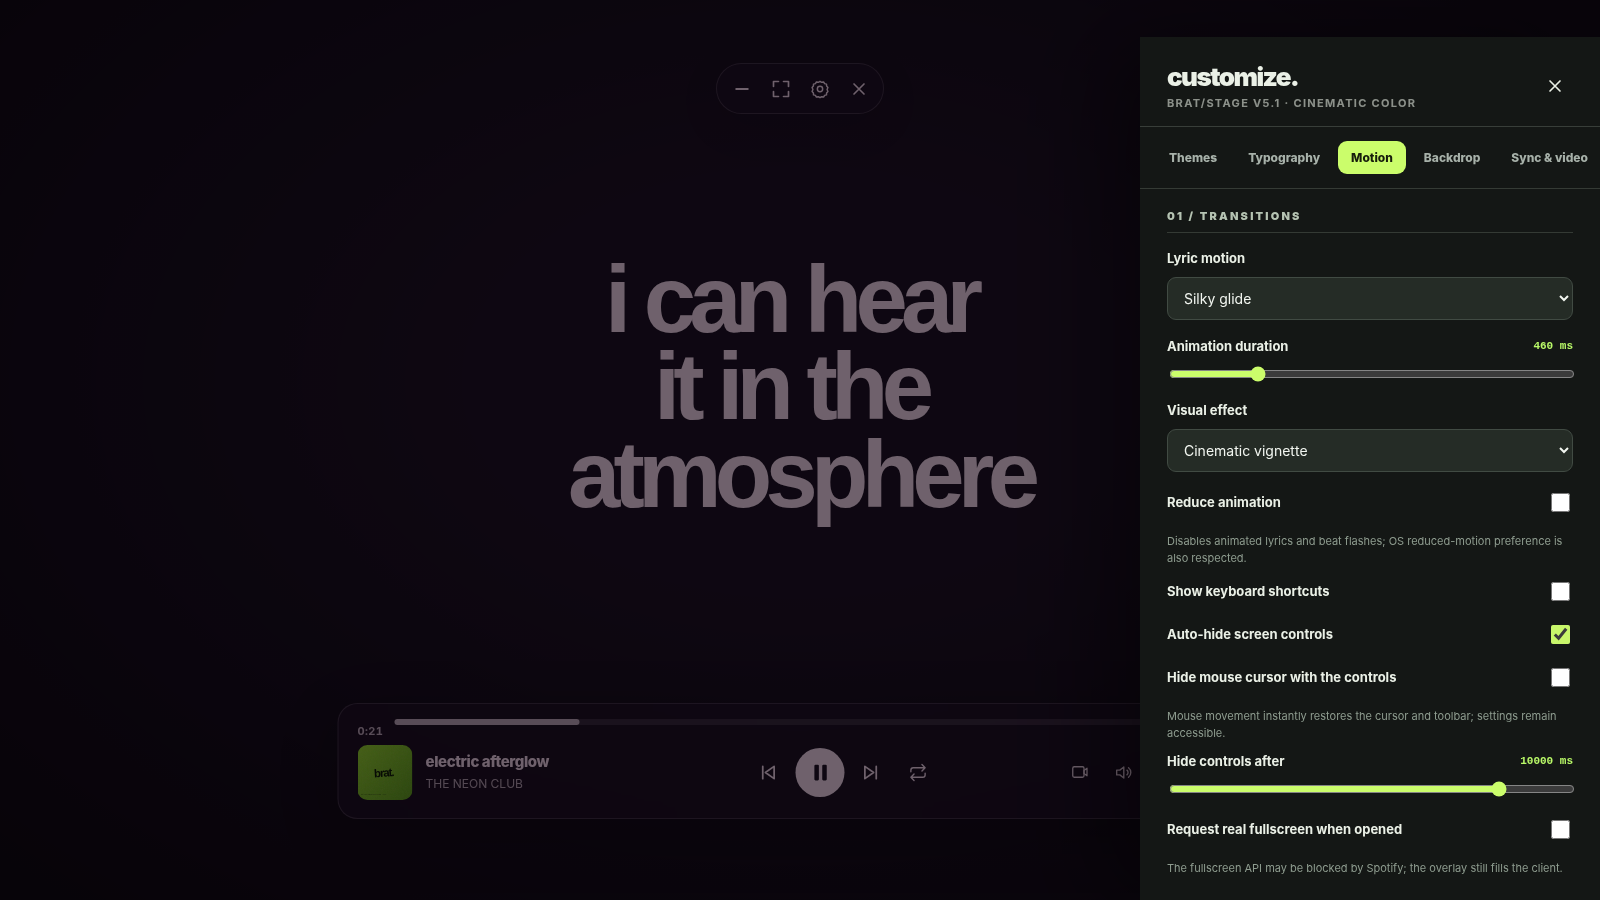 customize.
BRAT/STAGE V5.1 · CINEMATIC COLOR
Themes Typography Motion Backdrop Sync & video
01 / TRANSITIONS
Lyric motion
Silky glide
Animation duration 460 ms
Visual effect
Cinematic vignette
Reduce animation
Disables animated lyrics and beat flashes; OS reduced-motion preference is
also respected.
Show keyboard shortcuts
Auto-hide screen controls
Hide mouse cursor with the controls
Mouse movement instantly restores the cursor and toolbar; settings remain
accessible.
Hide controls after 10000 ms
Request real fullscreen when opened
The fullscreen API may be blocked by Spotify; the overlay still fills the client.
i can hear
it in the
atmosphere
0:21
brat.
electric afterglow
THE NEON CLUB